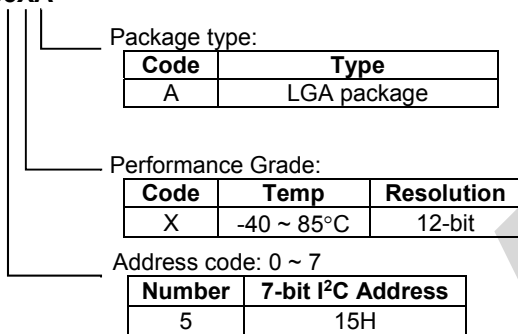 Package type:
Code Type
A LGA package
Performance Grade:
Code Temp Resolution
X -40 ~ 85°C 12-bit
Address code: 0 ~ 7
Number 7-bit I²C Address
5 15H